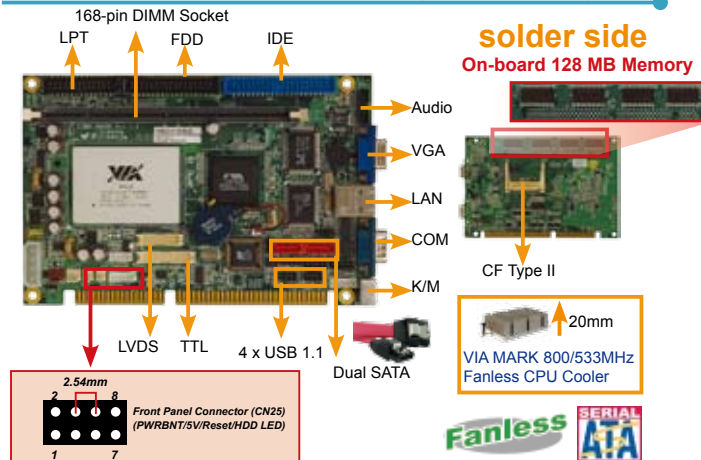 168-pin DIMM Socket
LPT
FDD
IDE
solder side
On-board 128 MB Memory
Audio
VGA
LAN
COM
K/M
VIA
CF Type II
LVDS
TTL
4 x USB 1.1
Dual SATA
20mm
VIA MARK 800/533MHz
Fanless CPU Cooler
2.54mm
2
8
Front Panel Connector (CN25)
(PWRBNT/5V/Reset/HDD LED)
1
7
Fanless
SERIAL
ATA